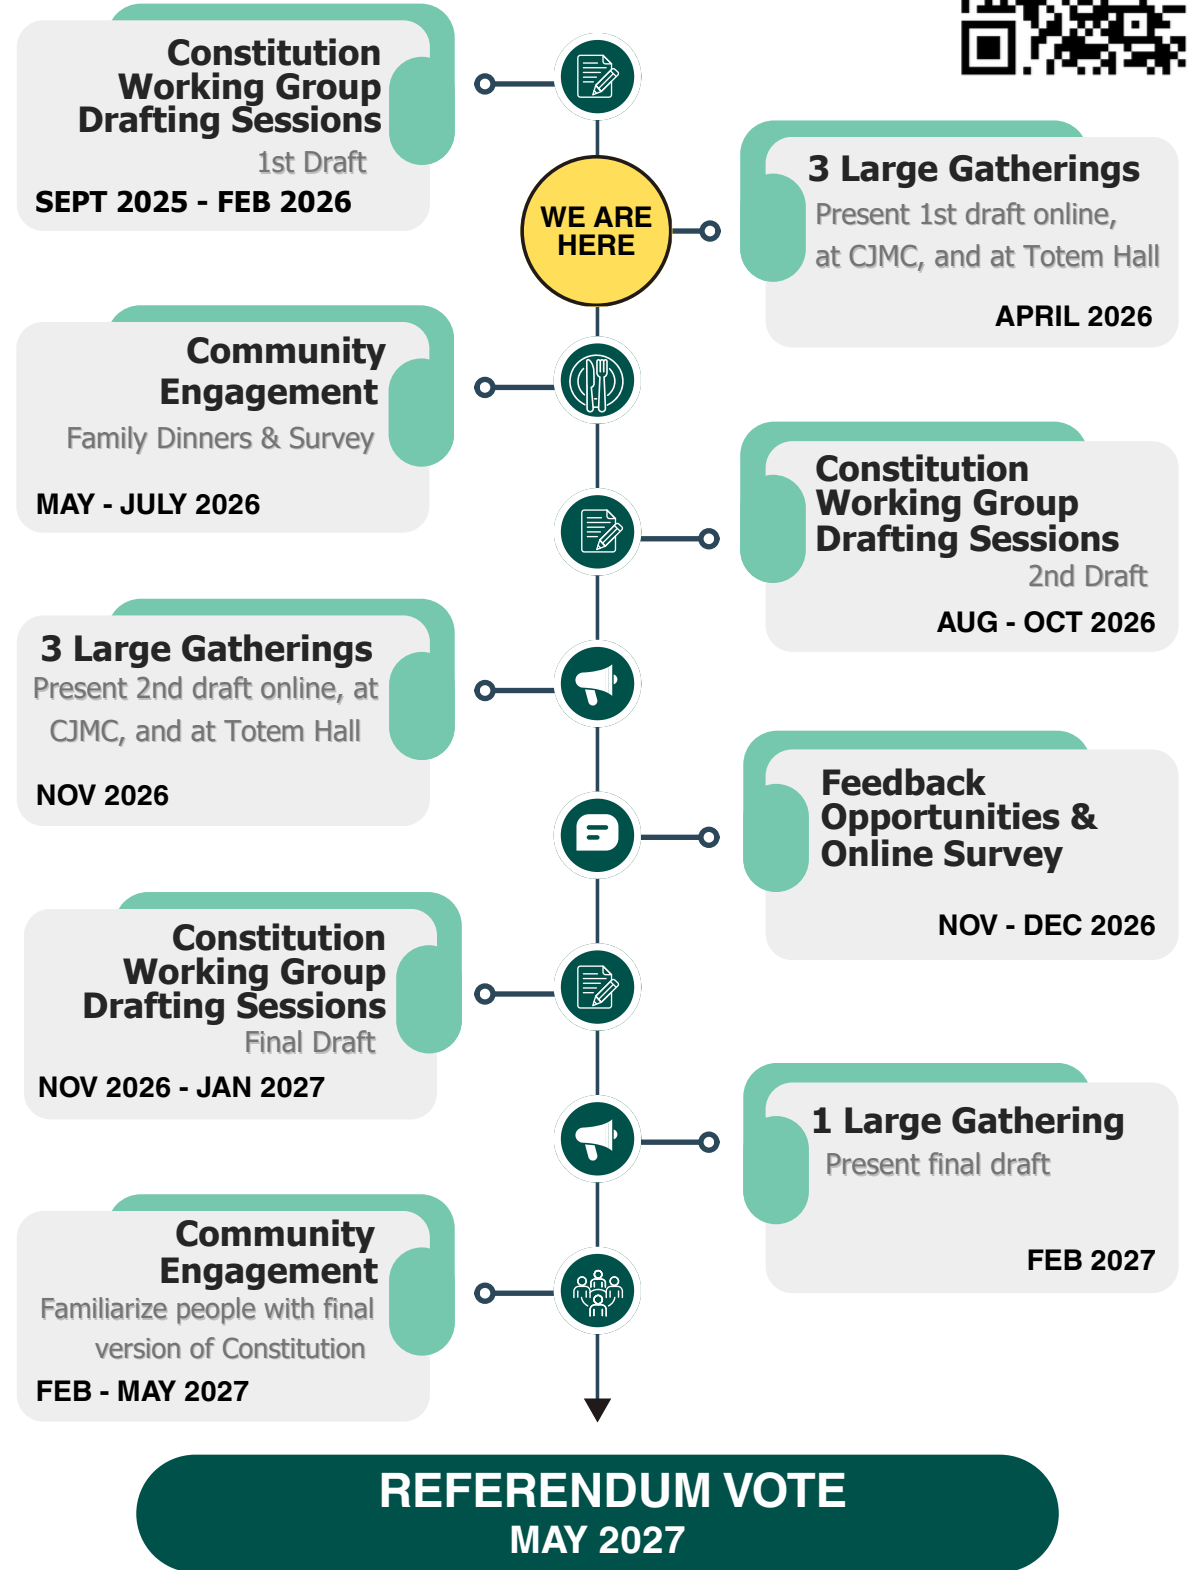 Constitution
Working Group
Drafting Sessions
1st Draft
SEPT 2025 - FEB 2026
WE ARE
HERE
3 Large Gatherings
Present 1st draft online,
at CJMC, and at Totem Hall
APRIL 2026
Community
Engagement
Family Dinners & Survey
MAY - JULY 2026
Constitution
Working Group
Drafting Sessions
2nd Draft
AUG - OCT 2026
3 Large Gatherings
Present 2nd draft online, at
CJMC, and at Totem Hall
NOV 2026
Feedback
Opportunities &
Online Survey
NOV - DEC 2026
Constitution
Working Group
Drafting Sessions
Final Draft
NOV 2026 - JAN 2027
1 Large Gathering
Present final draft
FEB 2027
Community
Engagement
Familiarize people with final
version of Constitution
FEB - MAY 2027
REFERENDUM VOTE
MAY 2027